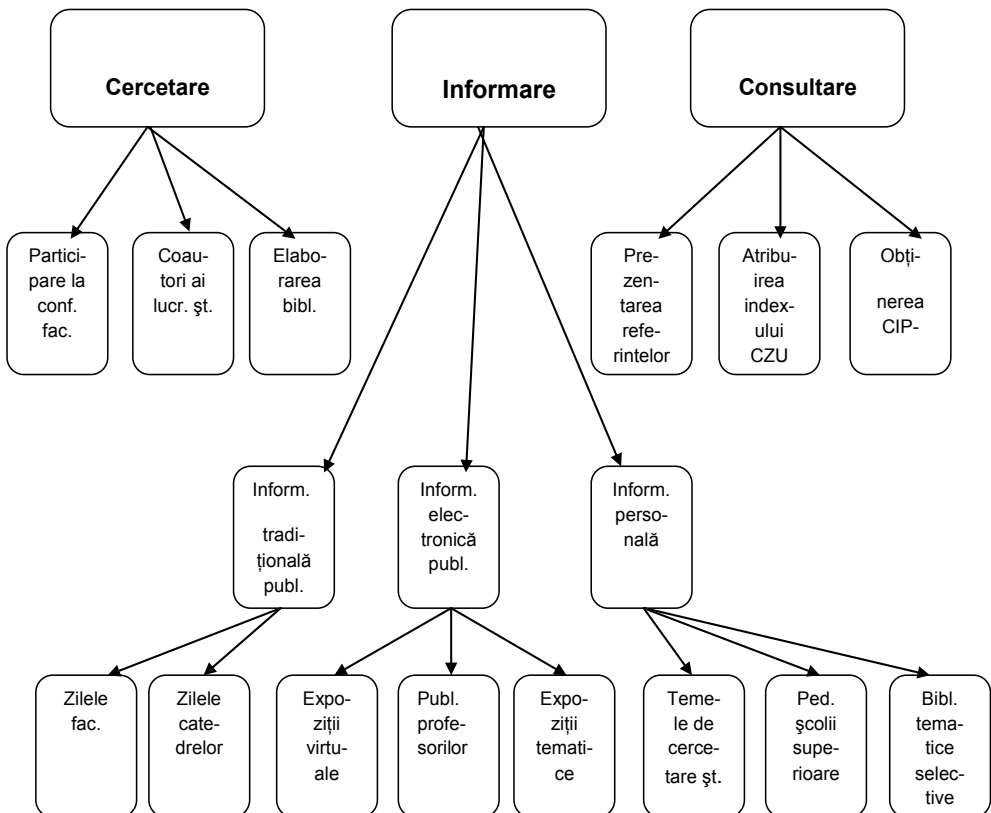 Cercetare
Informare
Consultare
Partici-
pare la
conf.
fac.
Coau-
tori ai
lucr. şt.
Elabo-
rarea
bibl.
Pre-
zen-
tarea
refe-
rintelor
Atribu-
irea
index-
ului
CZU
Obți-
nerea
CIP-
Inform.
tradi-
țională
publ.
Inform.
elec-
tronică
publ.
Inform.
perso-
nală
Zilele
fac.
Zilele
cate-
drelor
Expo-
ziții
virtu-
ale
Publ.
profe-
sorilor
Expo-
ziții
temati-
ce
Teme-
le de
cerce-
tare şt.
Ped.
şcolii
supe-
rioare
Bibl.
tema-
tice
selec-
tive